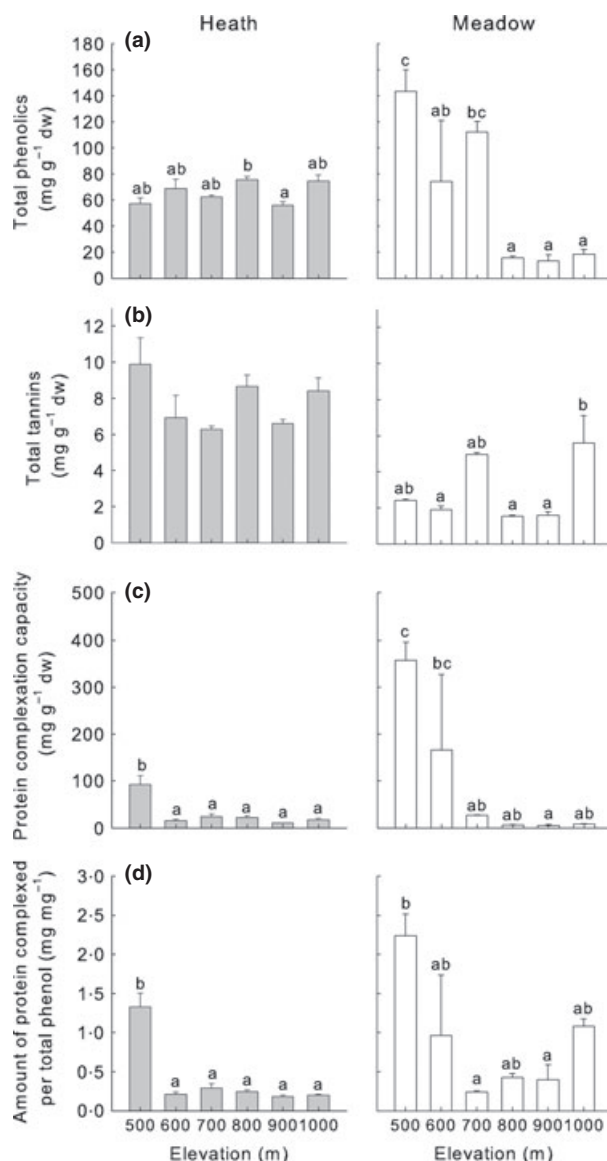 Heath Meadow
(a)
Total phenolics
(mg g⁻¹ dw)
180
160
140
120
100
80
60
40
20
0
ab ab ab b a ab
c ab bc a a a
(b)
Total tannins
(mg g⁻¹ dw)
12
10
8
6
4
2
0
ab a ab a a b
(c)
Protein complexation capacity
(mg g⁻¹ dw)
500
400
300
200
100
0
b a a a a a
c bc ab ab a ab
(d)
Amount of protein complexed
per total phenol (mg mg⁻¹)
3·0
2·5
2·0
1·5
1·0
0·5
0·0
b a a a a a
b ab a ab a ab
500 600 700 800 900 1000
500 600 700 800 900 1000
Elevation (m) Elevation (m)